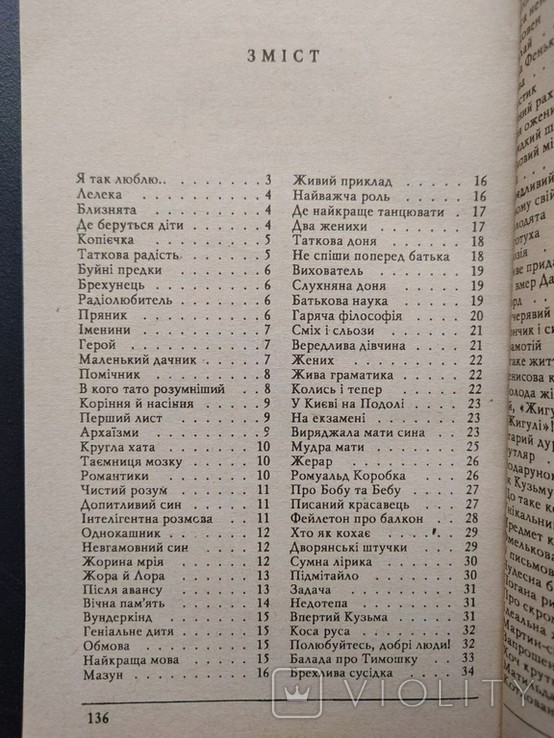 ЗМІСТ
Я так люблю.. . . . . . . . . 3
Лелека . . . . . . . . . 4
Близнята . . . . . . . . . 4
Де беруться діти . . . . . 4
Копієчка . . . . . . . . . 5
Таткова радість . . . . . . 5
Буйні предки . . . . . . . 6
Брехунець . . . . . . . . 6
Радіолюбитель . . . . . . 6
Пряник . . . . . . . . . 6
Іменини . . . . . . . . . 7
Герой . . . . . . . . . 7
Маленький дачник . . . . 7
Помічник . . . . . . . . 8
В кого тато розумніший . . 8
Коріння й насіння . . . . . 9
Перший лист . . . . . . . 9
Архаїзми . . . . . . . . 9
Кругла хата . . . . . . . 10
Таємниця мозку . . . . . 10
Романтики . . . . . . . 10
Чистий розум . . . . . . 11
Допитливий син . . . . . 11
Інтелігентна розмова . . . 11
Однокашник . . . . . . . 12
Невгамовний син . . . . . 12
Жорина мрія . . . . . . 12
Жора й Лора . . . . . . 13
Після авансу . . . . . . 13
Вічна пам'ять . . . . . . 14
Вундеркінд . . . . . . . 15
Геніальне дитя . . . . . . 15
Обмова . . . . . . . . . 15
Найкраща мова . . . . . 15
Мазун . . . . . . . . . 16
Живий приклад . . . . . 16
Найважча роль . . . . . . 16
Де найкраще танцювати . . 17
Два женихи . . . . . . . 17
Таткова доня . . . . . . 18
Не спіши поперед батька . 18
Вихователь . . . . . . . 19
Слухняна доня . . . . . . 19
Батькова наука . . . . . . 19
Гаряча філософія . . . . . 20
Сміх і сльози . . . . . . 21
Вередлива дівчина . . . . 21
Жених . . . . . . . . . 22
Жива граматика . . . . . 22
Колись і тепер . . . . . . 22
У Києві на Подолі . . . . 23
На екзамені . . . . . . . 23
Виряджала мати сина . . . 23
Мудра мати . . . . . . . 25
Жерар . . . . . . . . . 26
Ромуальд Коробка . . . . 26
Про Бобу та Бебу . . . . 27
Писаний красавець . . . . 27
Фейлетон про балкон . . . 28
Хто як кохає . . . . . . 29
Дворянські штучки . . . . 29
Сумна лірика . . . . . . 30
Підмітайло . . . . . . . 30
Задача . . . . . . . . . 31
Недотепа . . . . . . . . 31
Впертий Кузьма . . . . . 31
Коса руса . . . . . . . . 32
Полюбуйтесь, добрі люди! . 32
Балада про Тимошку . . . 33
Брехлива сусідка . . . . . 34
136
VIOLITY